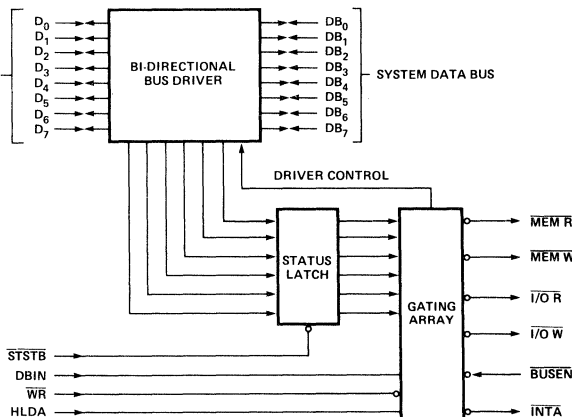 D0 DB0
D1 DB1
D2 DB2
D3 DB3
D4 DB4
D5 DB5
D6 DB6
D7 DB7
BI-DIRECTIONAL
BUS DRIVER
SYSTEM DATA BUS
DRIVER CONTROL
STATUS
LATCH
GATING
ARRAY
MEM R
MEM W
I/O R
I/O W
BUSEN
INTA
STSTB
DBIN
WR
HLDA